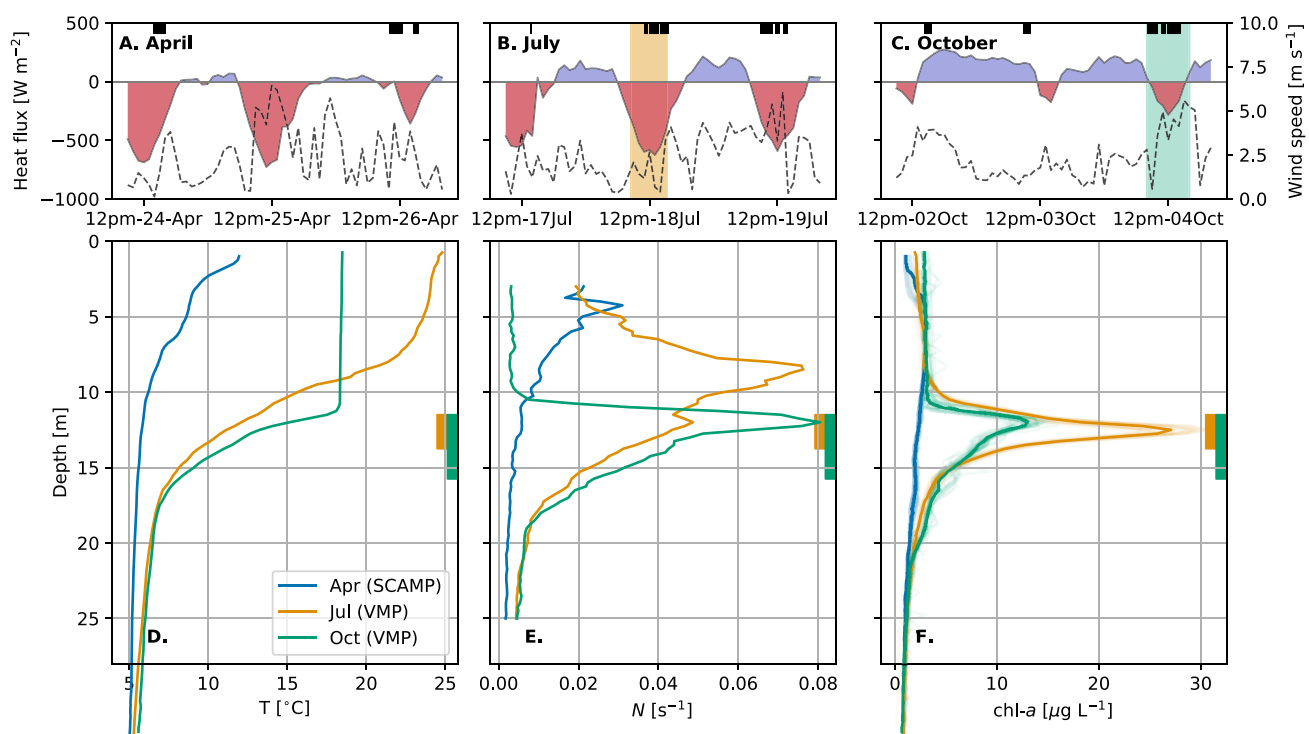 500
0
−500
−1000
Heat flux [W m−2]
A. April
B. July
C. October
10.0
7.5
5.0
2.5
0.0
Wind speed [m s−1]
12pm-24-Apr
12pm-25-Apr
12pm-26-Apr
12pm-17Jul
12pm-18Jul
12pm-19Jul
12pm-02Oct
12pm-03Oct
12pm-04Oct
0
5
10
15
20
25
Depth [m]
Apr (SCAMP)
Jul (VMP)
Oct (VMP)
D.
E.
F.
5
10
15
20
25
T [°C]
0.00
0.02
0.04
0.06
0.08
N [s−1]
0
10
20
30
chl-a [μg L−1]